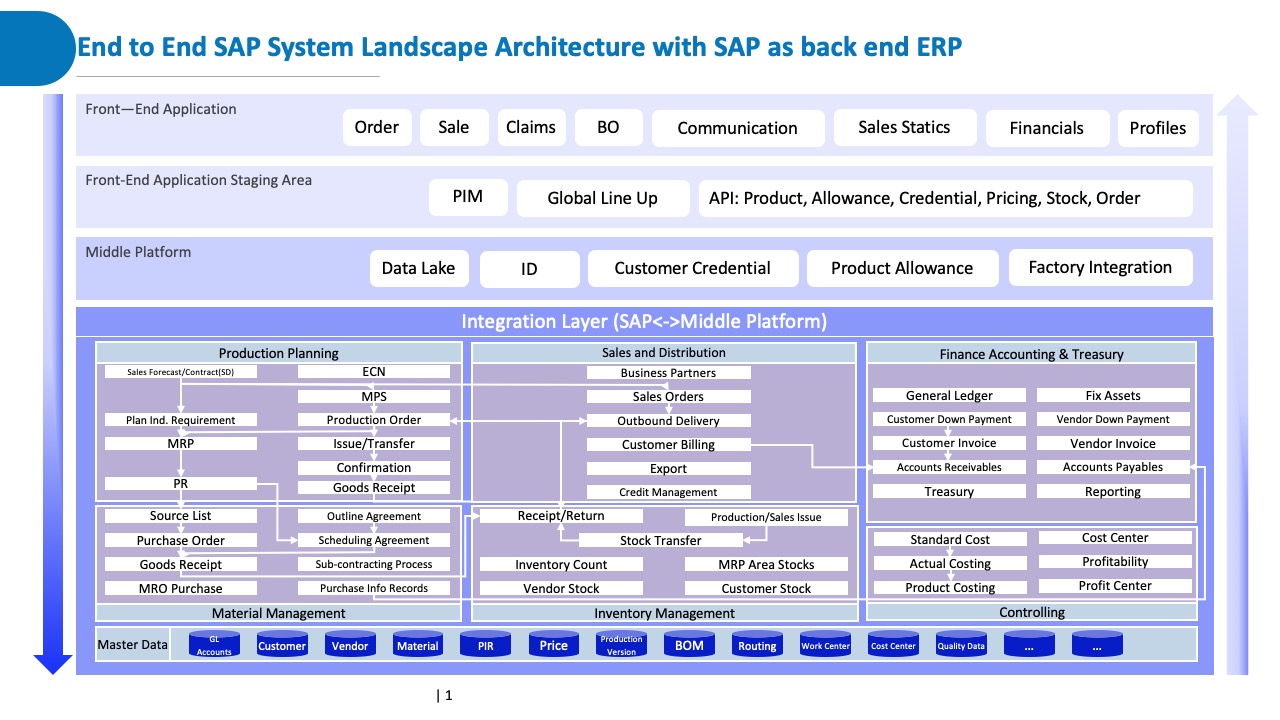 End to End SAP System Landscape Architecture with SAP as back end ERP
Front—End Application
Order
Sale
Claims
BO
Communication
Sales Statics
Financials
Profiles
Front-End Application Staging Area
PIM
Global Line Up
API: Product, Allowance, Credential, Pricing, Stock, Order
Middle Platform
Data Lake
ID
Customer Credential
Product Allowance
Factory Integration
Integration Layer (SAP<->Middle Platform)
Production Planning
Sales Forecast/Contract(SD)
ECN
MPS
Plan Ind. Requirement
Production Order
MRP
Issue/Transfer
Confirmation
PR
Goods Receipt
Sales and Distribution
Business Partners
Sales Orders
Outbound Delivery
Customer Billing
Export
Credit Management
Finance Accounting & Treasury
General Ledger
Fix Assets
Customer Down Payment
Vendor Down Payment
Customer Invoice
Vendor Invoice
Accounts Receivables
Accounts Payables
Treasury
Reporting
Source List
Outline Agreement
Purchase Order
Scheduling Agreement
Goods Receipt
Sub-contracting Process
MRO Purchase
Purchase Info Records
Material Management
Receipt/Return
Production/Sales Issue
Stock Transfer
Inventory Count
MRP Area Stocks
Vendor Stock
Customer Stock
Inventory Management
Standard Cost
Cost Center
Actual Costing
Profitability
Product Costing
Profit Center
Controlling
Master Data
GL
Accounts
Customer
Vendor
Material
PIR
Price
Production
Version
BOM
Routing
Work Center
Cost Center
Quality Data
...
...
| 1